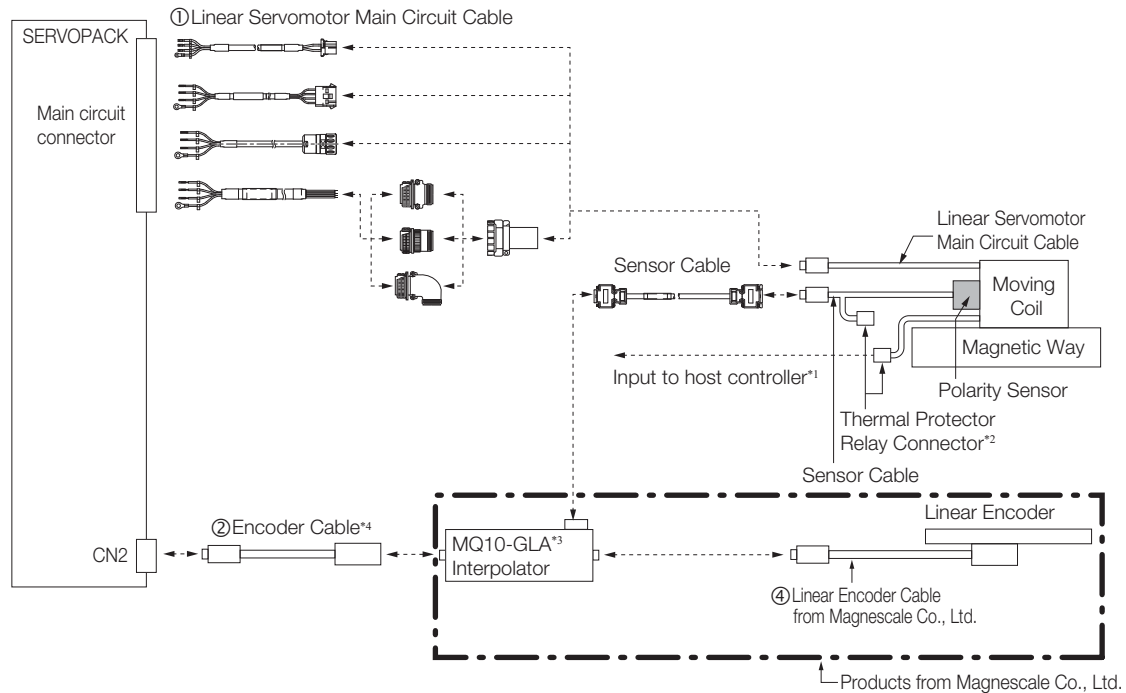 ①Linear Servomotor Main Circuit Cable
SERVOPACK
Main circuit
connector
Linear Servomotor
Main Circuit Cable
Sensor Cable
Moving
Coil
Magnetic Way
Input to host controller*1
Polarity Sensor
Thermal Protector
Relay Connector*2
Sensor Cable
Linear Encoder
②Encoder Cable*4
CN2
MQ10-GLA*3
Interpolator
④Linear Encoder Cable
from Magnescale Co., Ltd.
Products from Magnescale Co., Ltd.